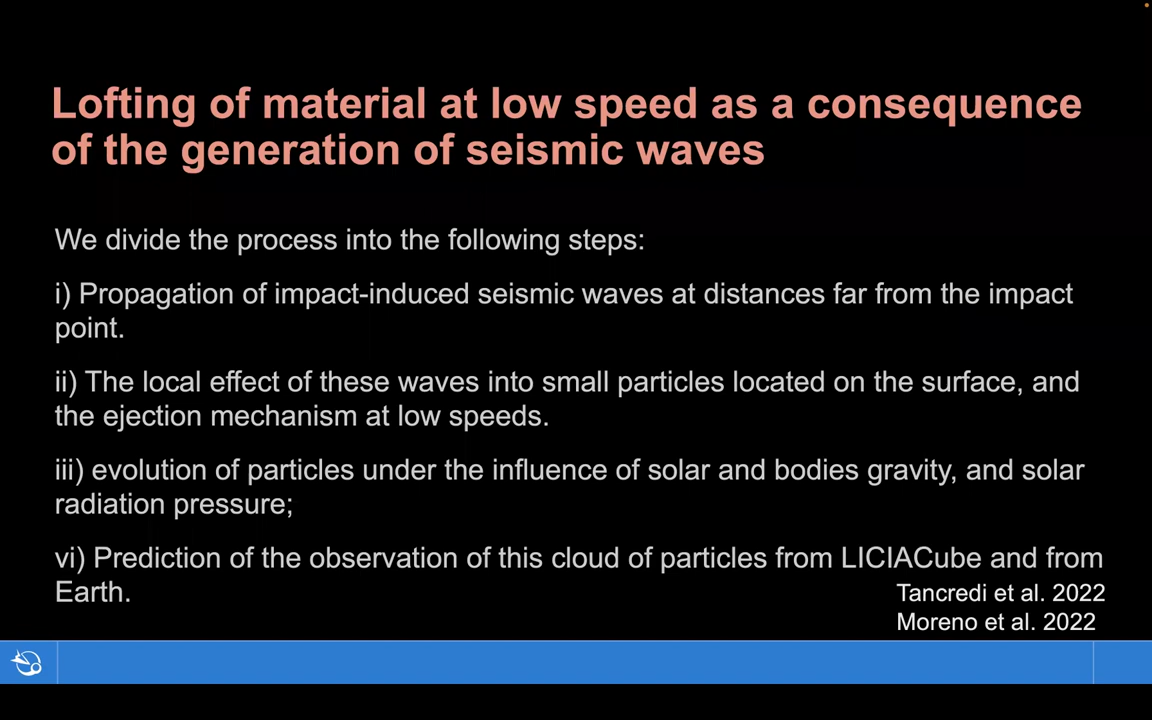 Lofting of material at low speed as a consequence
of the generation of seismic waves
We divide the process into the following steps:
i) Propagation of impact-induced seismic waves at distances far from the impact
point.
ii) The local effect of these waves into small particles located on the surface, and
the ejection mechanism at low speeds.
iii) evolution of particles under the influence of solar and bodies gravity, and solar
radiation pressure;
vi) Prediction of the observation of this cloud of particles from LICIACube and from
Earth.
Tancredi et al. 2022
Moreno et al. 2022